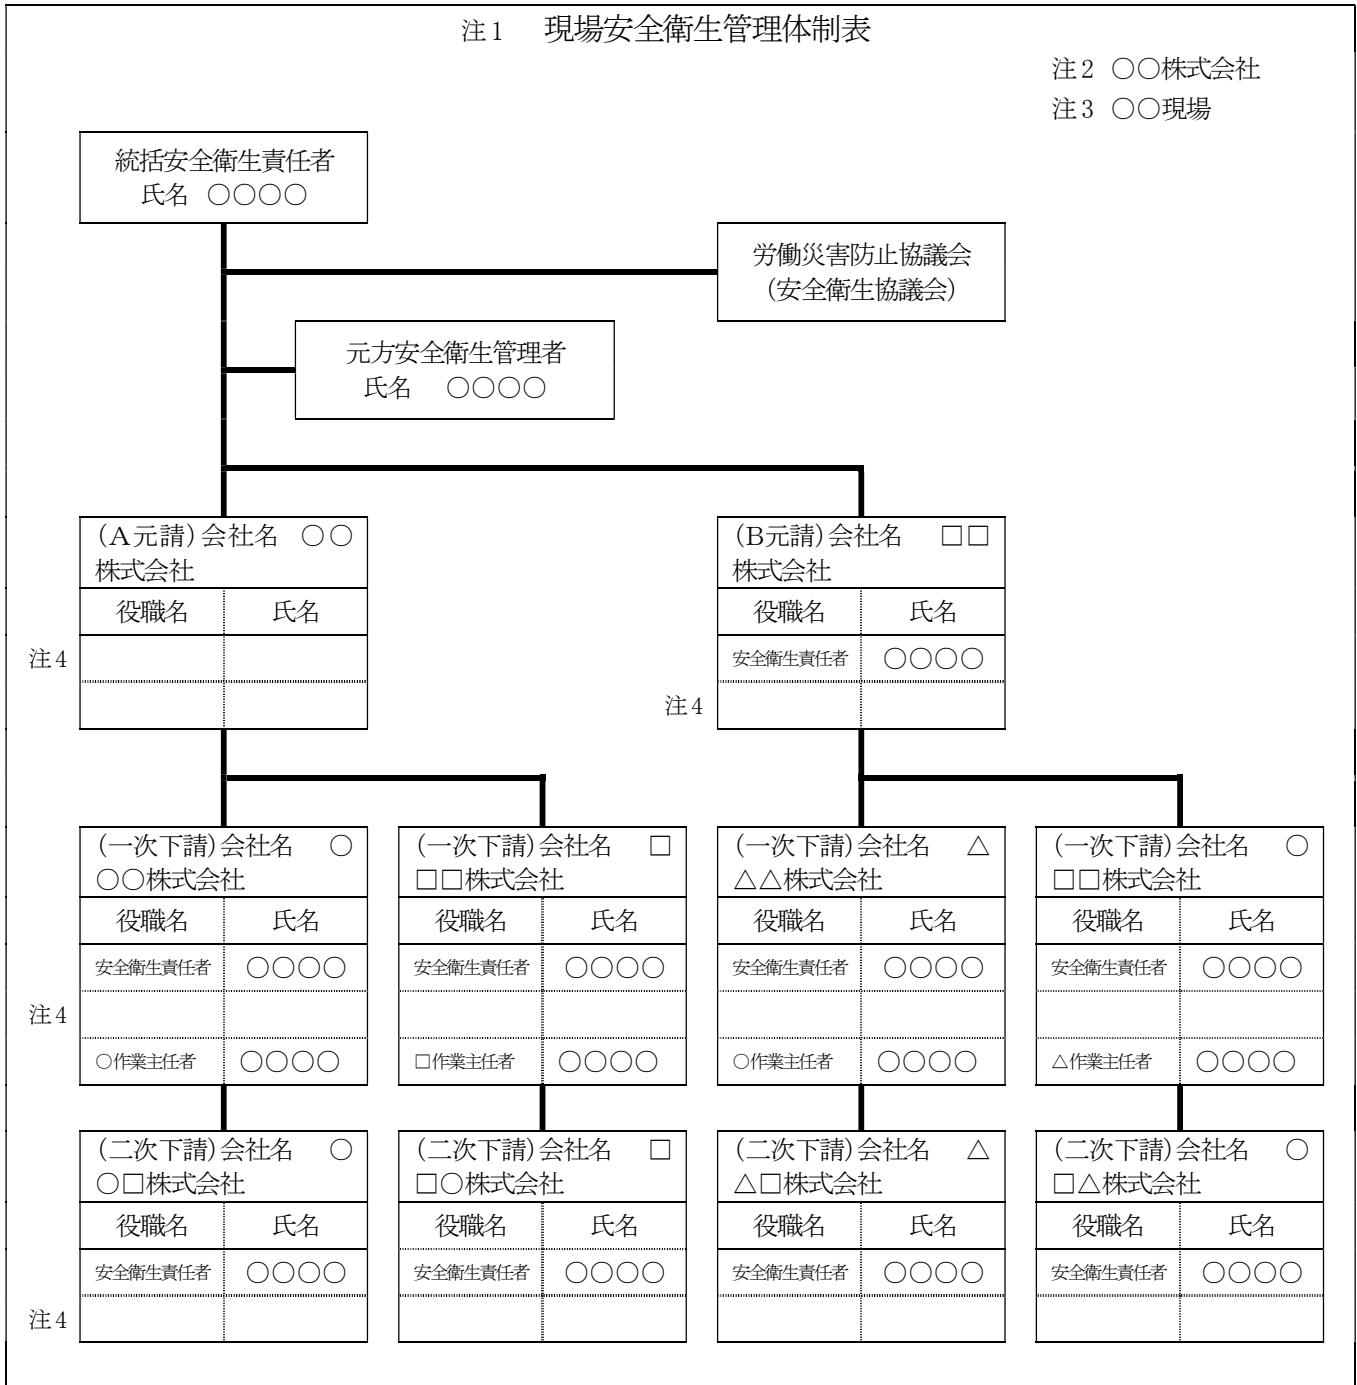 注1 現場安全衛生管理体制表
注2 ○○株式会社
注3 ○○現場
統括安全衛生責任者
氏名 ○○○○
労働災害防止協議会
（安全衛生協議会）
元方安全衛生管理者
氏名 ○○○○
（A元請）会社名 ○○
株式会社
役職名 氏名
注4
（B元請）会社名 □□
株式会社
役職名 氏名
安全衛生責任者 ○○○○
注4
（一次下請）会社名 ○
○○株式会社
役職名 氏名
安全衛生責任者 ○○○○
注4
○作業主任者 ○○○○
（一次下請）会社名 □
□□株式会社
役職名 氏名
安全衛生責任者 ○○○○
□作業主任者 ○○○○
（一次下請）会社名 △
△△株式会社
役職名 氏名
安全衛生責任者 ○○○○
○作業主任者 ○○○○
（一次下請）会社名 ○
□□株式会社
役職名 氏名
安全衛生責任者 ○○○○
△作業主任者 ○○○○
（二次下請）会社名 ○
○□株式会社
役職名 氏名
安全衛生責任者 ○○○○
注4
（二次下請）会社名 □
□○株式会社
役職名 氏名
安全衛生責任者 ○○○○
（二次下請）会社名 △
△□株式会社
役職名 氏名
安全衛生責任者 ○○○○
（二次下請）会社名 ○
□△株式会社
役職名 氏名
安全衛生責任者 ○○○○